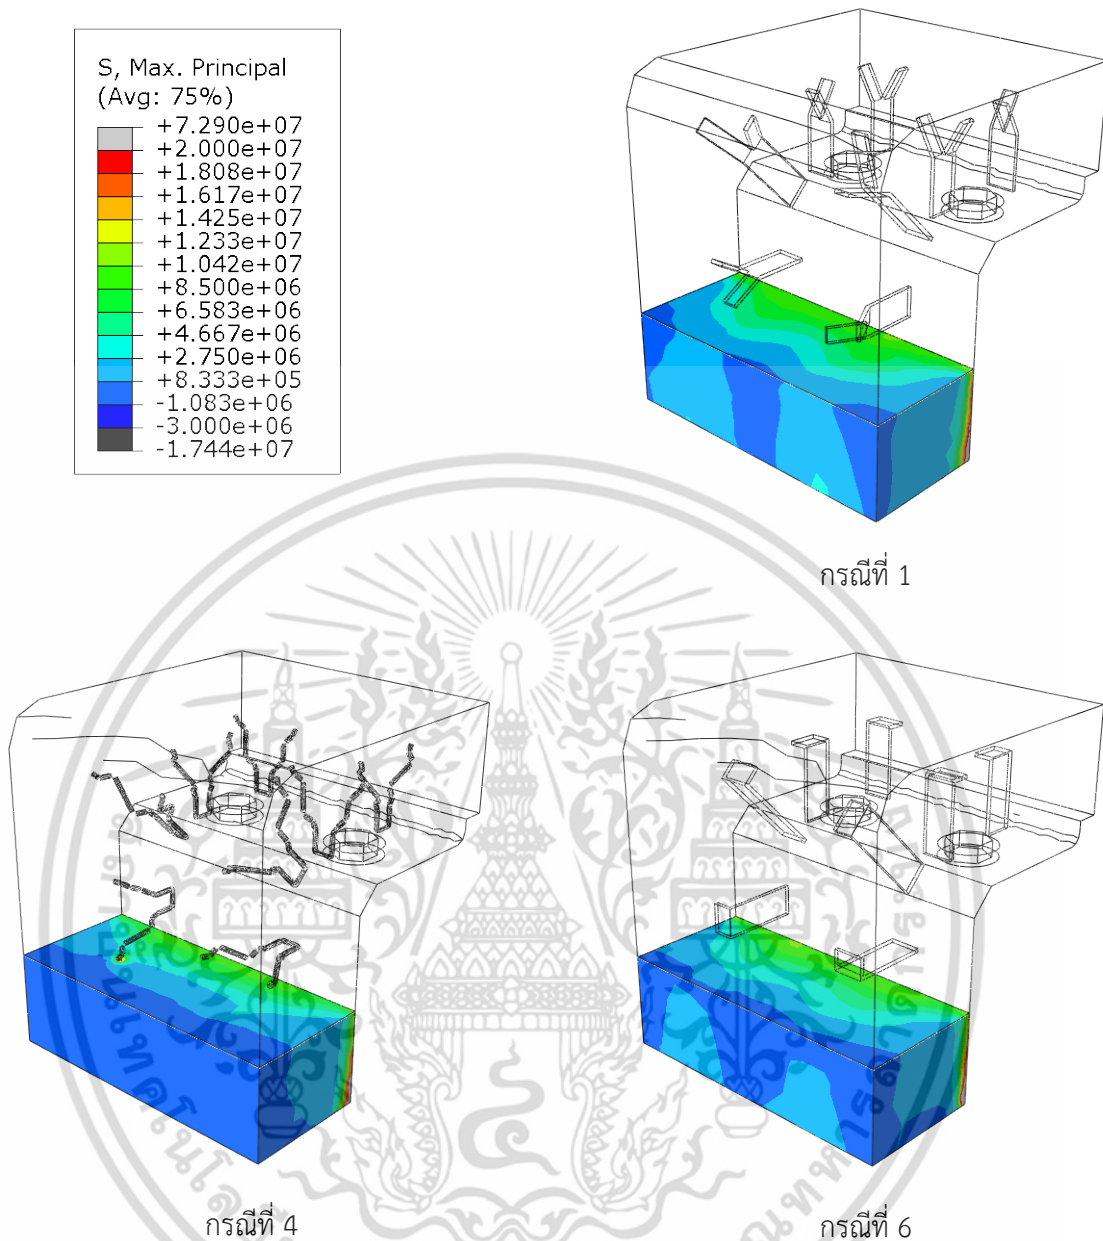 S, Max. Principal
(Avg: 75%)
+7.290e+07
+2.000e+07
+1.808e+07
+1.617e+07
+1.425e+07
+1.233e+07
+1.042e+07
+8.500e+06
+6.583e+06
+4.667e+06
+2.750e+06
+8.333e+05
-1.083e+06
-3.000e+06
-1.744e+07
กรณีที่ 1
กรณีที่ 4
กรณีที่ 6